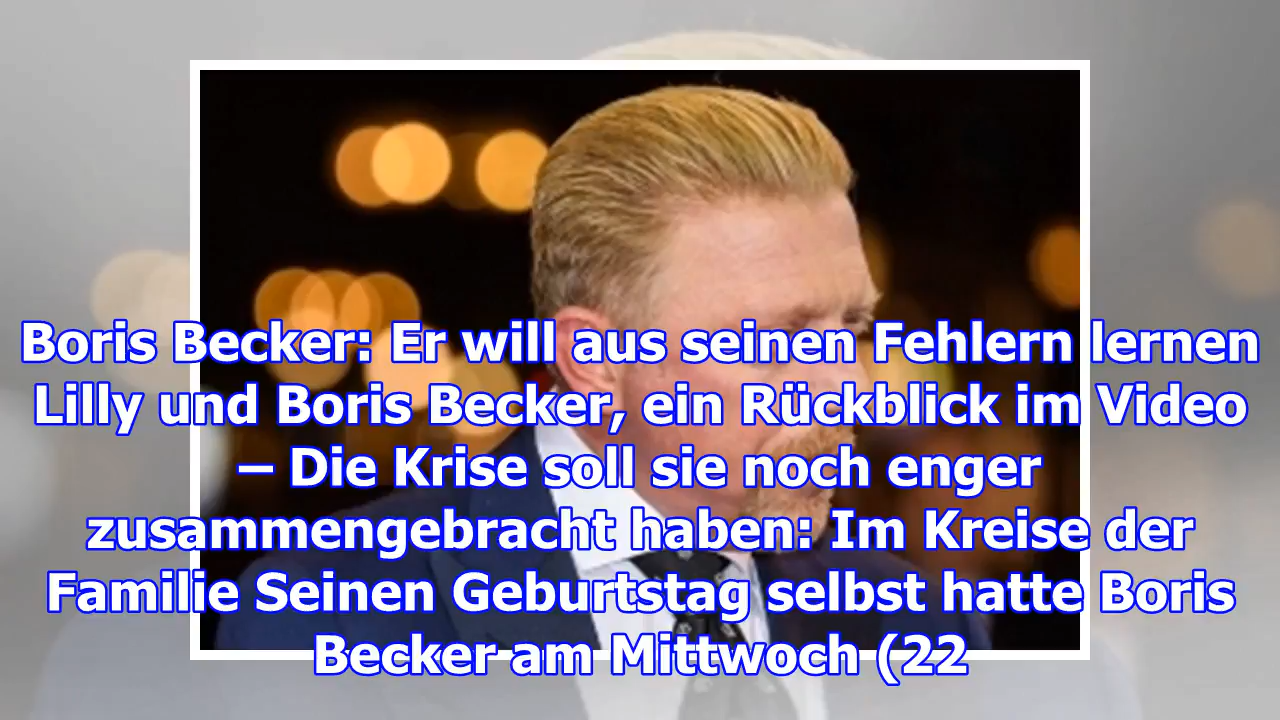 Boris Becker: Er will aus seinen Fehlern lernen
Lilly und Boris Becker, ein Rückblick im Video
– Die Krise soll sie noch enger
zusammengebracht haben: Im Kreise der
Familie Seinen Geburtstag selbst hatte Boris
Becker am Mittwoch (22